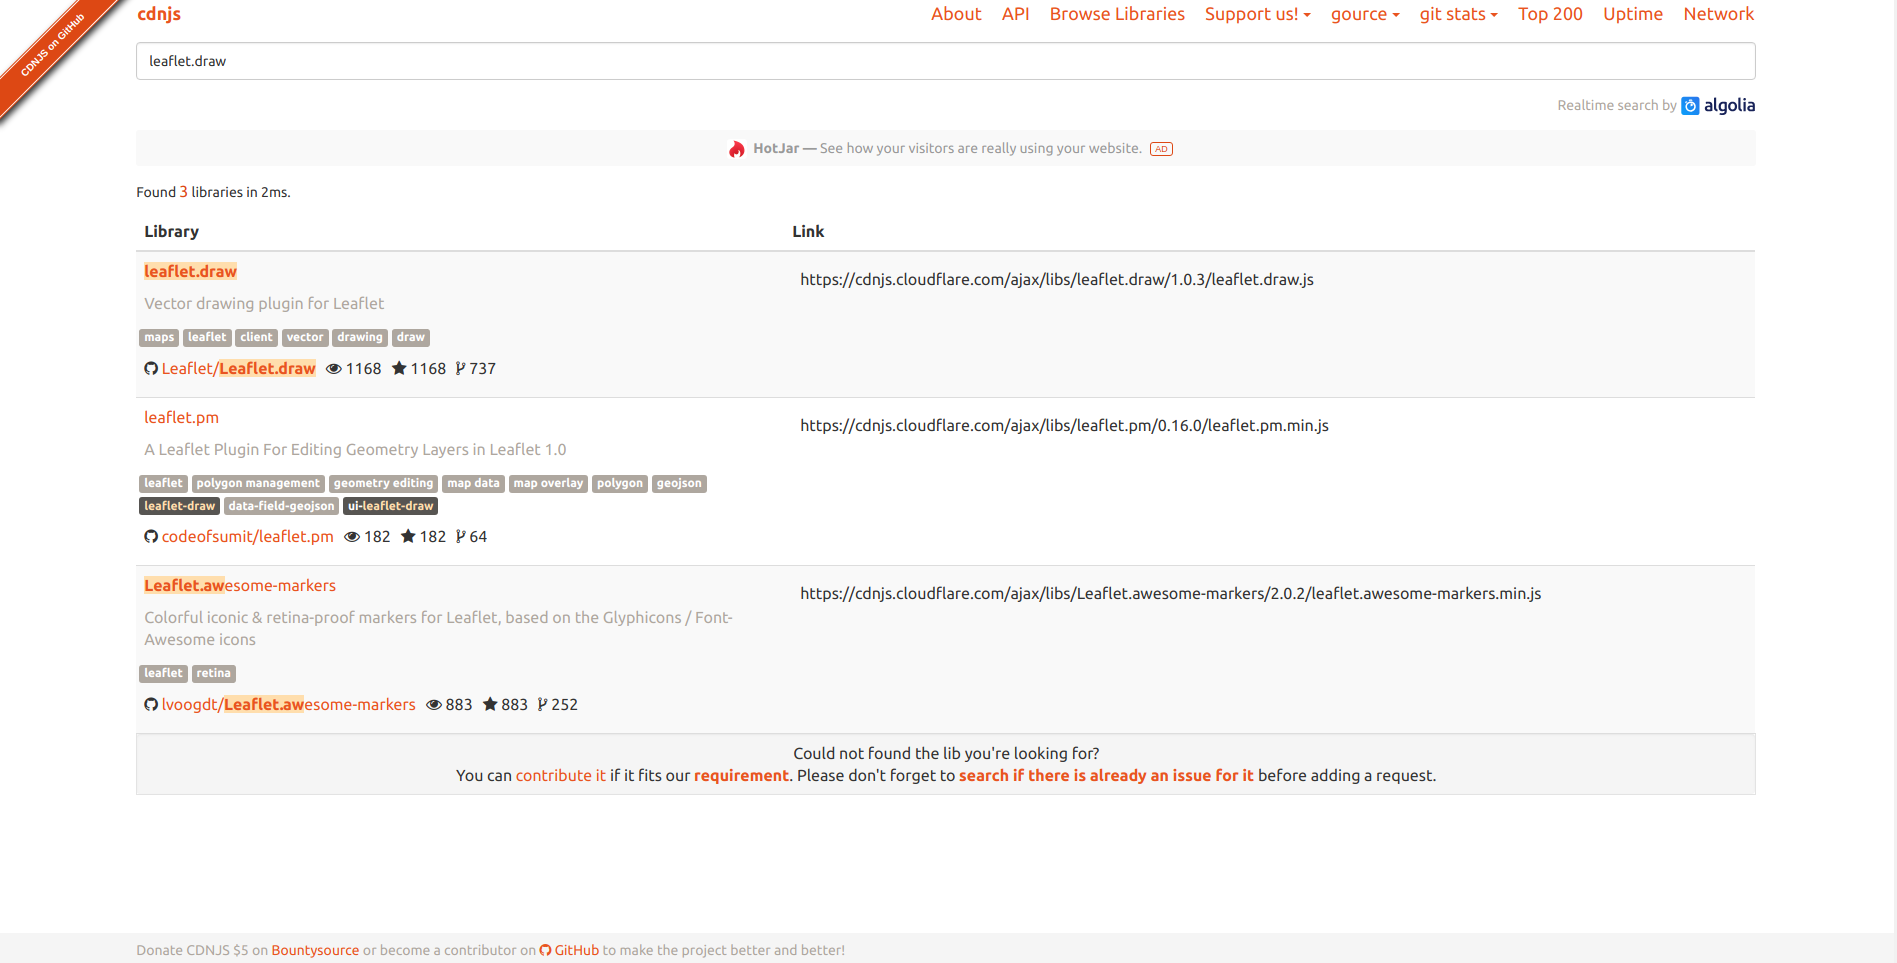 CDNJS on GitHub
cdnjs About API Browse Libraries Support us! gource git stats Top 200 Uptime Network
leaflet.draw
Realtime search by algolia
HotJar — See how your visitors are really using your website. AD
Found 3 libraries in 2ms.
Library Link
leaflet.draw https://cdnjs.cloudflare.com/ajax/libs/leaflet.draw/1.0.3/leaflet.draw.js
Vector drawing plugin for Leaflet
maps leaflet client vector drawing draw
Leaflet/Leaflet.draw 1168 1168 737
leaflet.pm https://cdnjs.cloudflare.com/ajax/libs/leaflet.pm/0.16.0/leaflet.pm.min.js
A Leaflet Plugin For Editing Geometry Layers in Leaflet 1.0
leaflet polygon management geometry editing map data map overlay polygon geojson
leaflet-draw data-field-geojson ui-leaflet-draw
codeofsumit/leaflet.pm 182 182 64
Leaflet.awesome-markers https://cdnjs.cloudflare.com/ajax/libs/Leaflet.awesome-markers/2.0.2/leaflet.awesome-markers.min.js
Colorful iconic & retina-proof markers for Leaflet, based on the Glyphicons / Font-
Awesome icons
leaflet retina
lvoogdt/Leaflet.awesome-markers 883 883 252
Could not found the lib you're looking for?
You can contribute it if it fits our requirement. Please don't forget to search if there is already an issue for it before adding a request.
Donate CDNJS $5 on Bountysource or become a contributor on GitHub to make the project better and better!